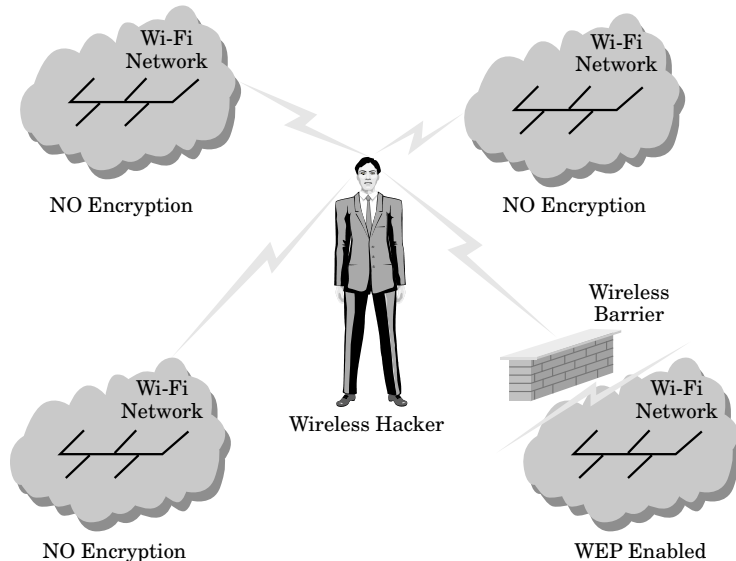 Wi-Fi
Network
NO Encryption
Wi-Fi
Network
NO Encryption
Wireless
Barrier
Wi-Fi
Network
NO Encryption
Wireless Hacker
Wi-Fi
Network
WEP Enabled